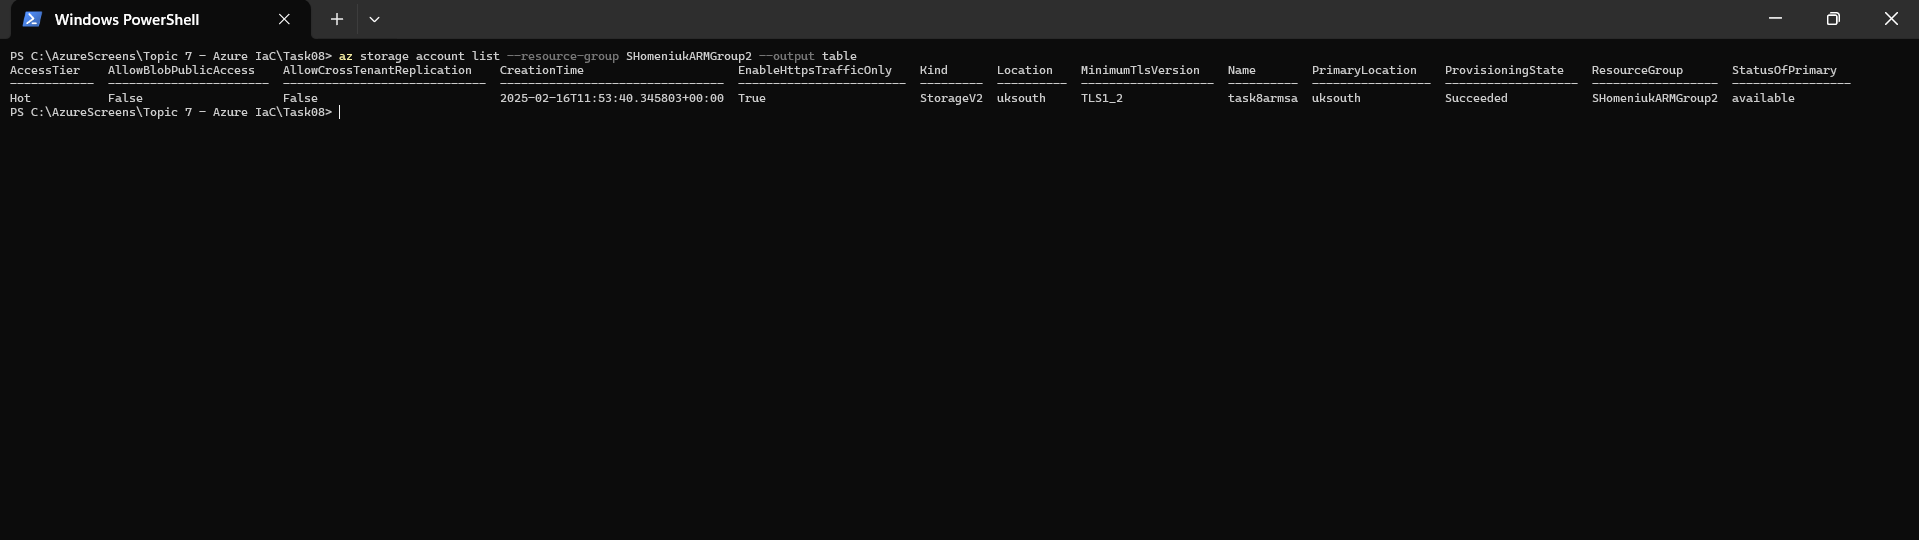 Windows PowerShell
PS C:\AzureScreens\Topic 7 - Azure IaC\Task08> az storage account list --resource-group SHomeniukARMGroup2 --output table
AccessTier AllowBlobPublicAccess AllowCrossTenantReplication CreationTime EnableHttpsTrafficOnly Kind Location MinimumTlsVersion Name PrimaryLocation ProvisioningState ResourceGroup StatusOfPrimary
------------ ----------------------- ----------------------------- -------------------------------- ------------------------ --------- ---------- ------------------- ---------- ----------------- ------------------- ------------------ -----------------
Hot False False 2025-02-16T11:53:40.345803+00:00 True StorageV2 uksouth TLS1_2 task8armsa uksouth Succeeded SHomeniukARMGroup2 available
PS C:\AzureScreens\Topic 7 - Azure IaC\Task08>